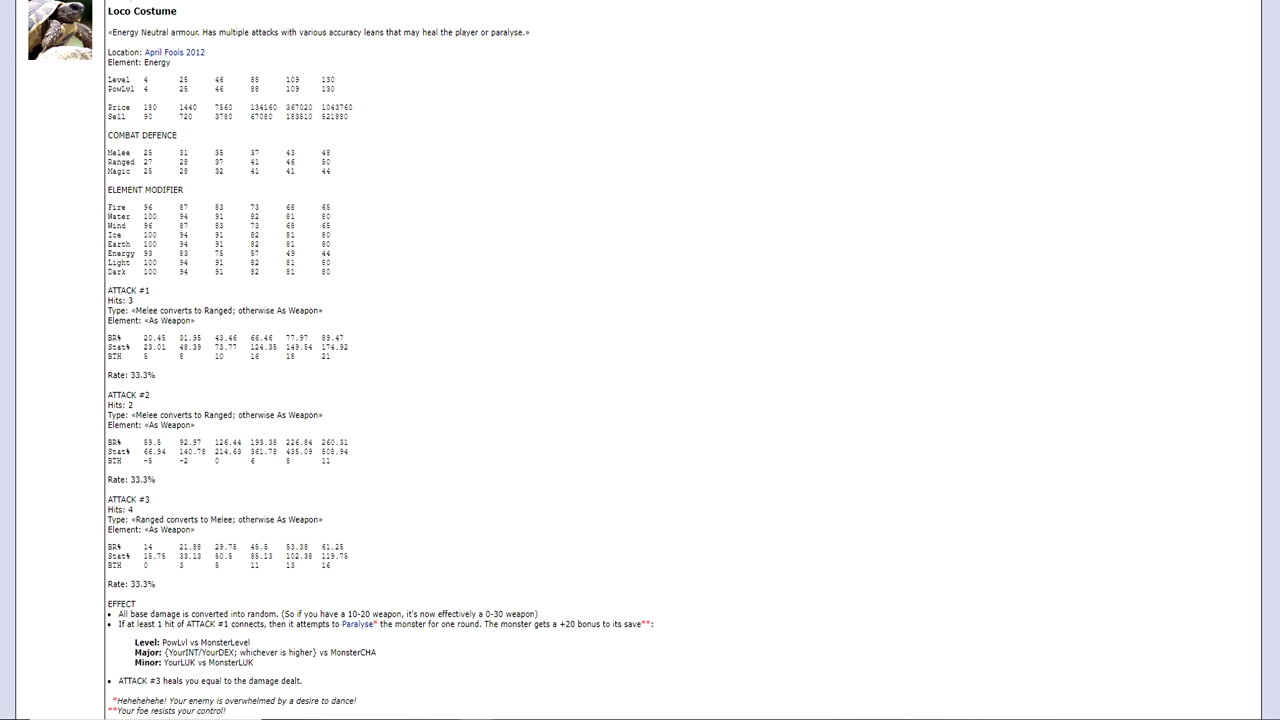 Loco Costume
«Energy Neutral armour. Has multiple attacks with various accuracy leans that may heal the player or paralyse.»
Location: April Fools 2012
Element: Energy
Level 4 25 46 88 109 130
PowLvl 4 25 46 88 109 130
Price 180 1440 7560 134160 367020 1043760
Sell 90 720 3780 67080 183510 521880
COMBAT DEFENCE
Melee 25 31 35 37 43 48
Ranged 27 28 37 41 46 50
Magic 25 28 32 41 41 44
ELEMENT MODIFIER
Fire 96 87 83 73 68 65
Water 100 94 91 82 81 80
Wind 96 87 83 73 68 65
Ice 100 94 91 82 81 80
Earth 100 94 91 82 81 80
Energy 93 83 75 57 49 44
Light 100 94 91 82 81 80
Dark 100 94 91 82 81 80
ATTACK #1
Hits: 3
Type: «Melee converts to Ranged; otherwise As Weapon»
Element: «As Weapon»
BR% 20.45 31.95 43.46 66.46 77.97 89.47
Stat% 23.01 48.39 73.77 124.35 149.54 174.92
BTH 5 8 10 16 18 21
Rate: 33.3%
ATTACK #2
Hits: 2
Type: «Melee converts to Ranged; otherwise As Weapon»
Element: «As Weapon»
BR% 59.5 92.97 126.44 193.38 226.84 260.31
Stat% 66.94 140.78 214.63 361.78 435.09 508.94
BTH -5 -2 0 6 8 11
Rate: 33.3%
ATTACK #3
Hits: 4
Type: «Ranged converts to Melee; otherwise As Weapon»
Element: «As Weapon»
BR% 14 21.88 29.75 45.5 53.38 61.25
Stat% 15.75 33.13 50.5 85.13 102.38 119.75
BTH 0 3 5 11 13 16
Rate: 33.3%
EFFECT
• All base damage is converted into random. (So if you have a 10-20 weapon, it's now effectively a 0-30 weapon)
• If at least 1 hit of ATTACK #1 connects, then it attempts to Paralyse* the monster for one round. The monster gets a +20 bonus to its save**:
Level: PowLvl vs MonsterLevel
Major: {YourINT/YourDEX; whichever is higher} vs MonsterCHA
Minor: YourLUK vs MonsterLUK
• ATTACK #3 heals you equal to the damage dealt.
*Hehehehehe! Your enemy is overwhelmed by a desire to dance!
**Your foe resists your control!